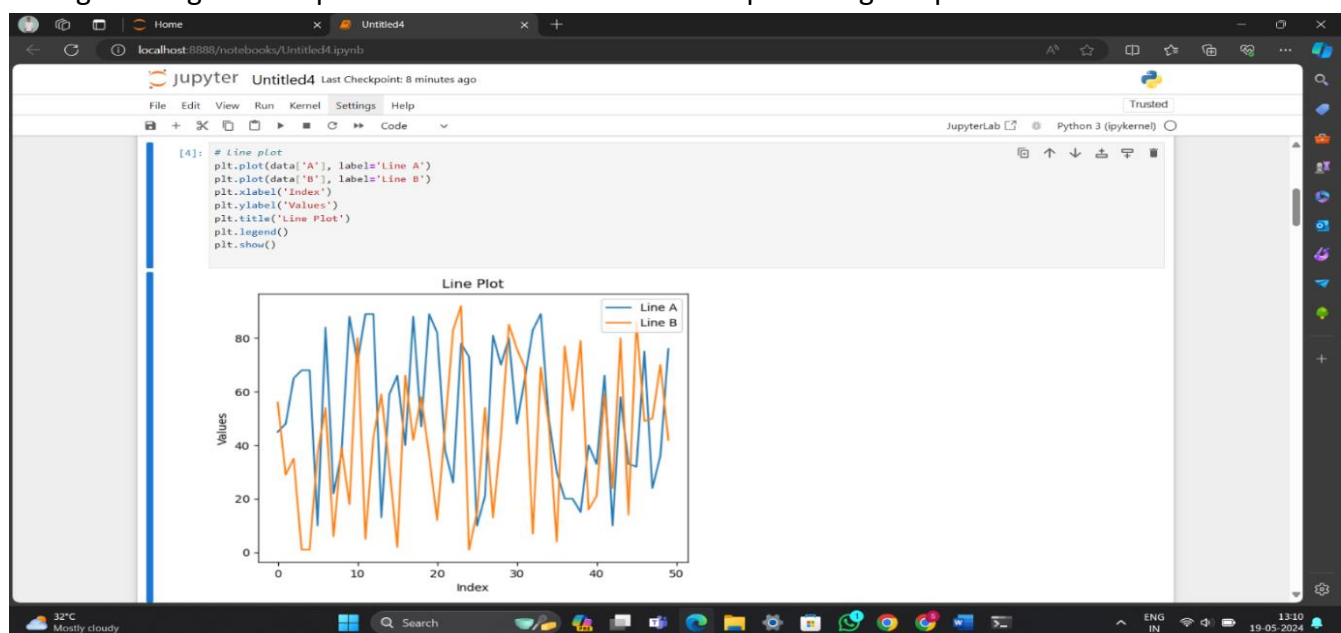 Home
Untitled4
localhost:8888/notebooks/Untitled4.ipynb
jupyter Untitled4 Last Checkpoint: 8 minutes ago
File Edit View Run Kernel Settings Help
Trusted
Code
JupyterLab
Python 3 (ipykernel)
[4]: # Line plot
plt.plot(data['A'], label='Line A')
plt.plot(data['B'], label='Line B')
plt.xlabel('Index')
plt.ylabel('Values')
plt.title('Line Plot')
plt.legend()
plt.show()
Line Plot
Line A
Line B
Values
80
60
40
20
0
0 10 20 30 40 50
Index
32°C
Mostly cloudy
Search
ENG
IN
13:10
19-05-2024